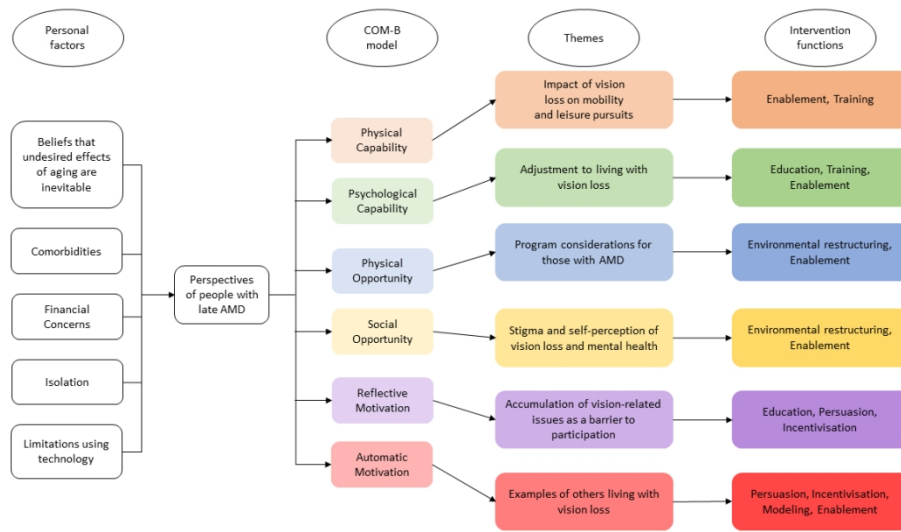 Personal
factors
COM-B
model
Themes
Intervention
functions
Beliefs that
undesired effects
of aging are
inevitable
Comorbidities
Financial
Concerns
Isolation
Limitations using
technology
Perspectives
of people with
late AMD
Physical
Capability
Impact of vision
loss on mobility
and leisure pursuits
Enablement, Training
Psychological
Capability
Adjustment to living with
vision loss
Education, Training,
Enablement
Physical
Opportunity
Program considerations for
those with AMD
Environmental restructuring,
Enablement
Social
Opportunity
Stigma and self-perception of
vision loss and mental health
Environmental restructuring,
Enablement
Reflective
Motivation
Accumulation of vision-related
issues as a barrier to
participation
Education, Persuasion,
Incentivisation
Automatic
Motivation
Examples of others living with
vision loss
Persuasion, Incentivisation,
Modeling, Enablement